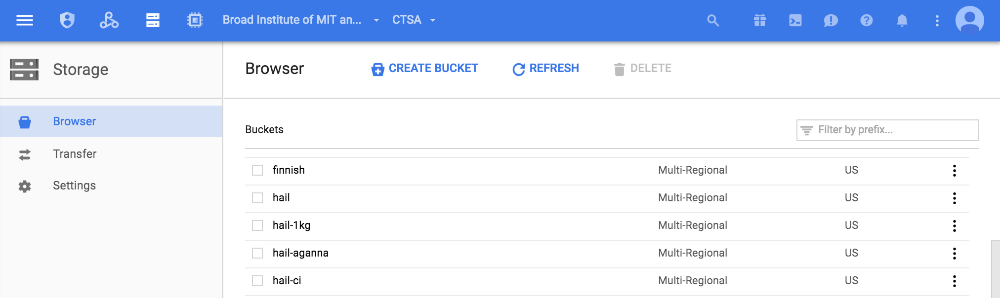 Broad Institute of MIT an... CTSA
Storage
Browser CREATE BUCKET REFRESH DELETE
Browser
Transfer
Settings
Buckets Filter by prefix...
finnish Multi-Regional US
hail Multi-Regional US
hail-1kg Multi-Regional US
hail-aganna Multi-Regional US
hail-ci Multi-Regional US